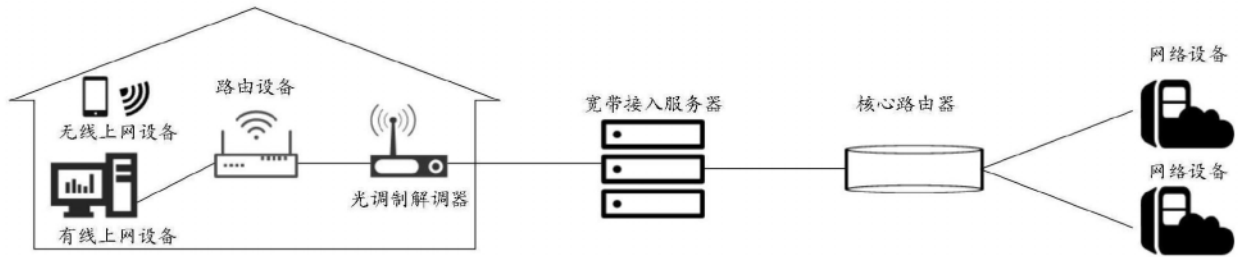 无线上网设备
有线上网设备
路由设备
光调制解调器
宽带接入服务器
核心路由器
网络设备
网络设备